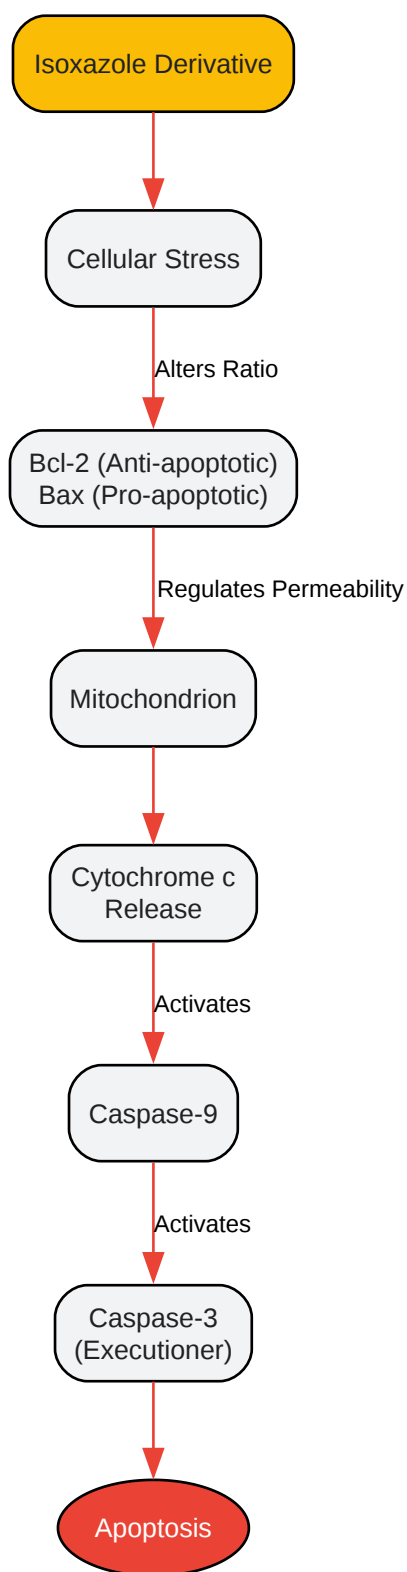 Isoxazole Derivative
Cellular Stress
Alters Ratio
Bcl-2 (Anti-apoptotic)
Bax (Pro-apoptotic)
Regulates Permeability
Mitochondrion
Cytochrome c
Release
Activates
Caspase-9
Activates
Caspase-3
(Executioner)
Apoptosis